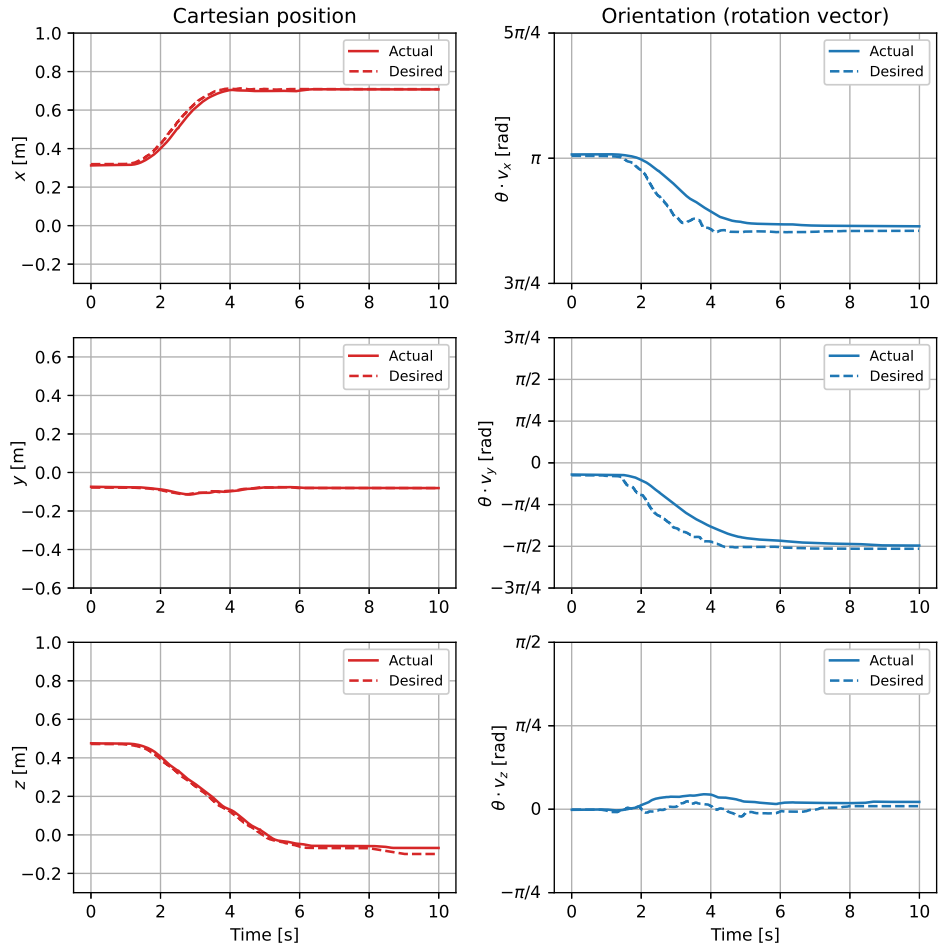 Cartesian position
1.0
0.8
0.6
0.4
0.2
0.0
−0.2
x [m]
0 2 4 6 8 10
Actual
Desired
Orientation (rotation vector)
5π/4
π
3π/4
θ · v_x [rad]
0 2 4 6 8 10
Actual
Desired
0.6
0.4
0.2
0.0
−0.2
−0.4
−0.6
y [m]
0 2 4 6 8 10
Actual
Desired
3π/4
π/2
π/4
0
−π/4
−π/2
−3π/4
θ · v_y [rad]
0 2 4 6 8 10
Actual
Desired
1.0
0.8
0.6
0.4
0.2
0.0
−0.2
z [m]
0 2 4 6 8 10
Time [s]
Actual
Desired
π/2
π/4
0
−π/4
θ · v_z [rad]
0 2 4 6 8 10
Time [s]
Actual
Desired